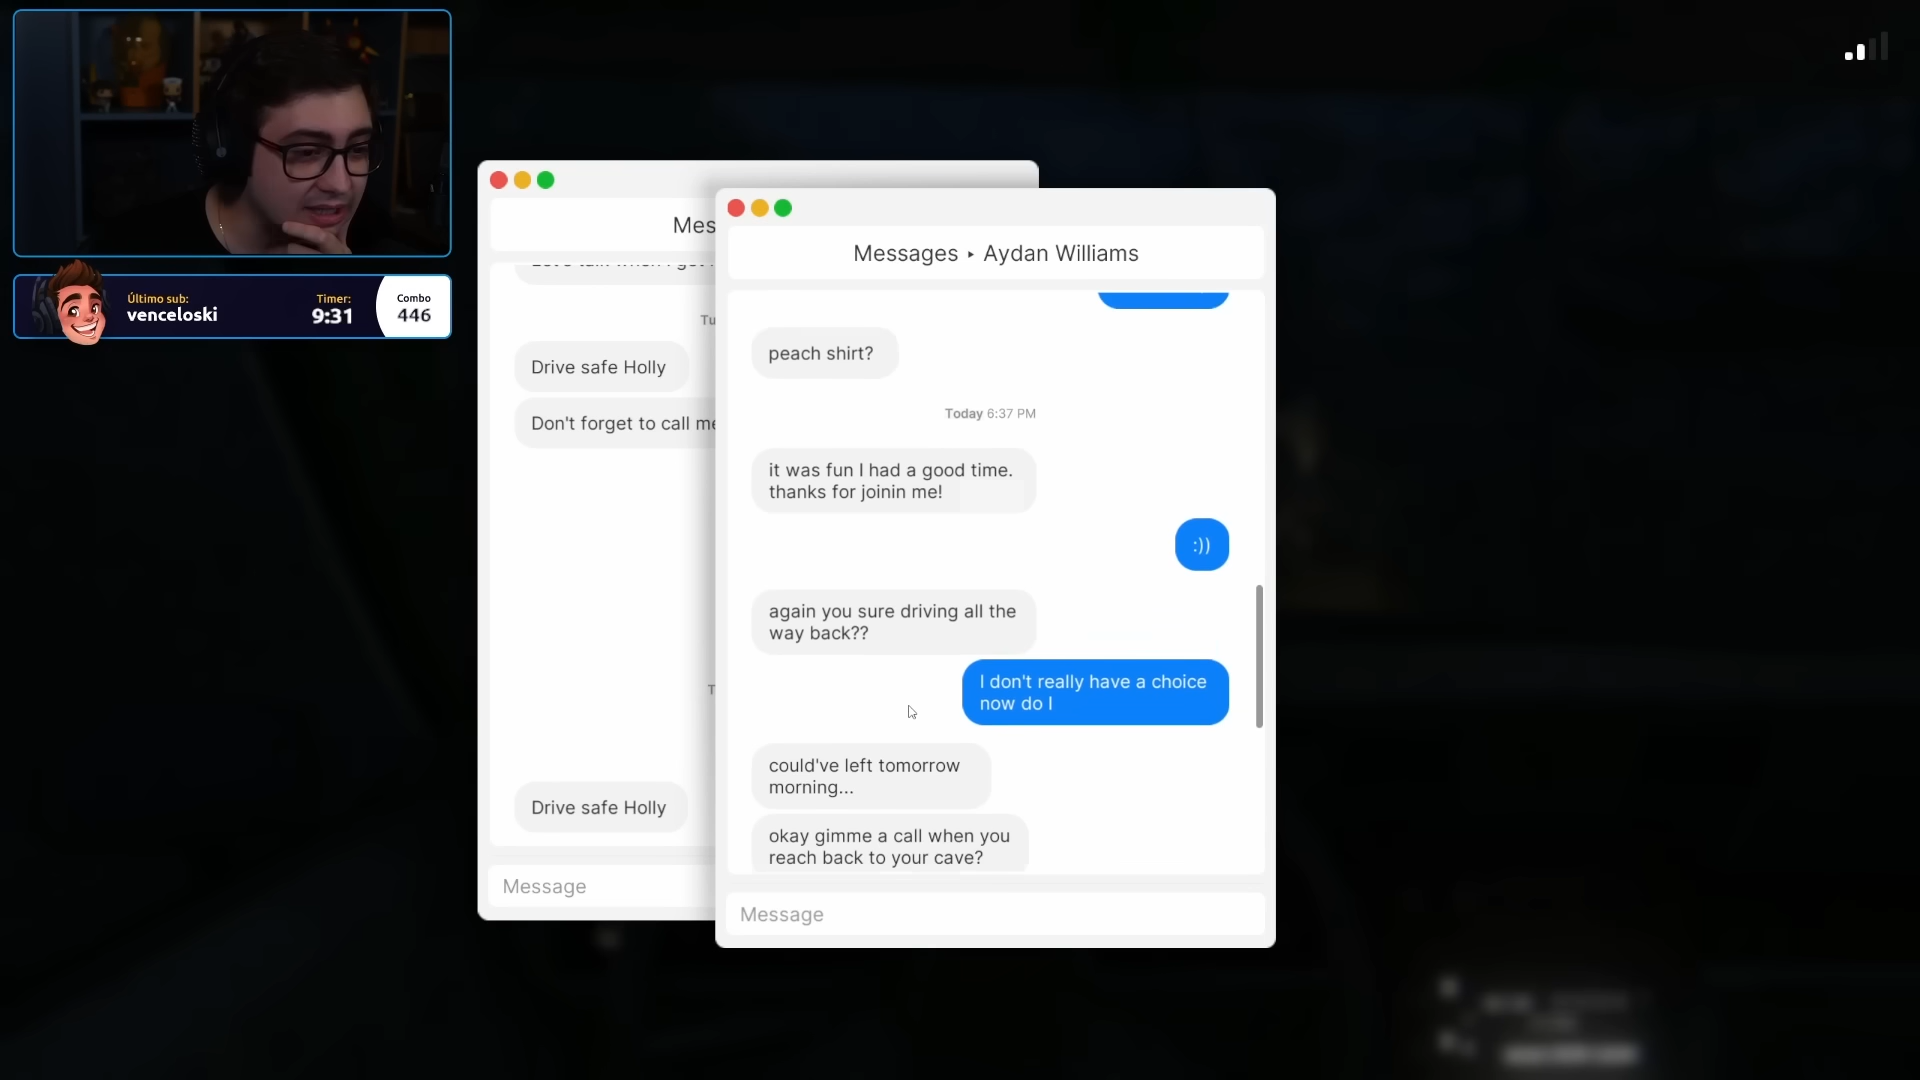 Último sub:
venceloski
Timer:
9:31
Combo
446
Mes
Tu
Drive safe Holly
Don't forget to call me
T
Drive safe Holly
Message
Messages ‣ Aydan Williams
peach shirt?
Today 6:37 PM
it was fun I had a good time.
thanks for joinin me!
:))
again you sure driving all the
way back??
I don't really have a choice
now do I
could've left tomorrow
morning...
okay gimme a call when you
reach back to your cave?
Message